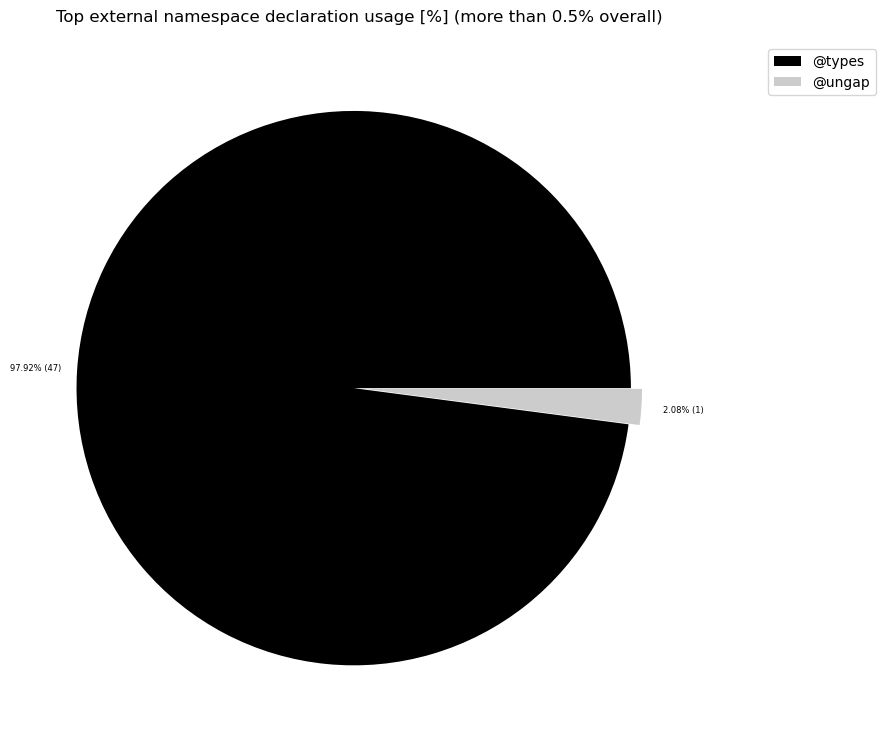 Top external namespace declaration usage [%] (more than 0.5% overall)
@types
@ungap
97.92% (47)
2.08% (1)